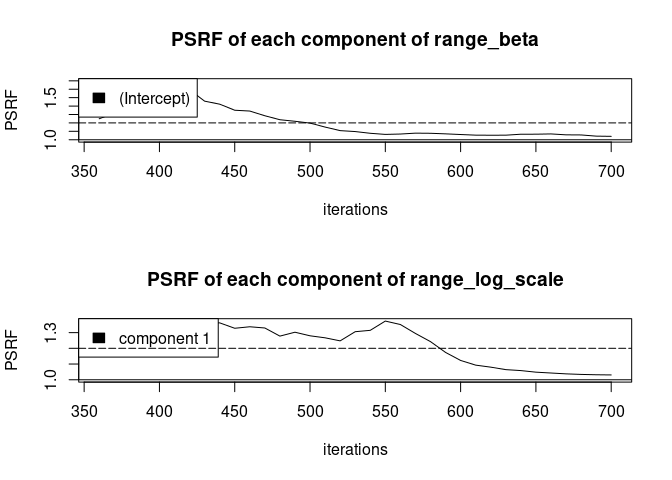 PSRF of each component of range_beta
PSRF
1.0 1.5
(Intercept)
350 400 450 500 550 600 650 700
iterations
PSRF of each component of range_log_scale
PSRF
1.0 1.3
component 1
350 400 450 500 550 600 650 700
iterations